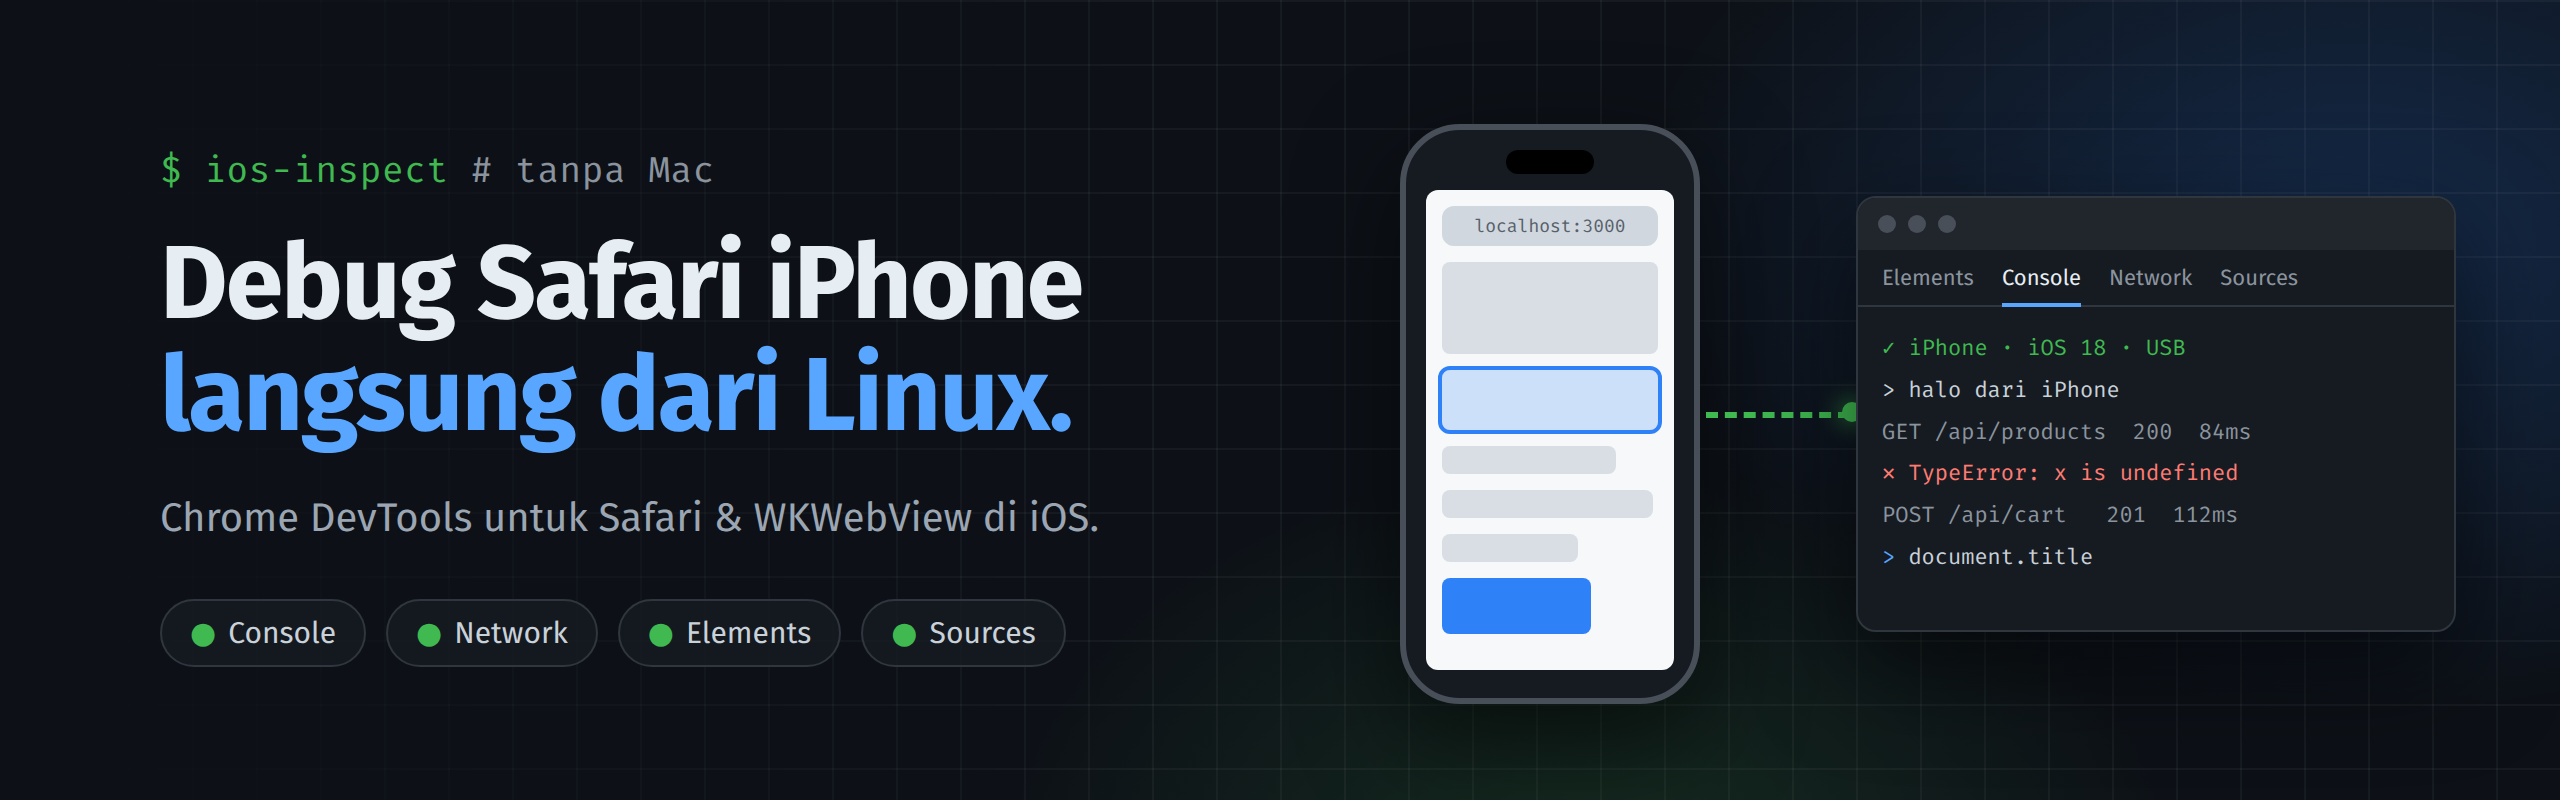 $ ios-inspect # tanpa Mac
Debug Safari iPhone
langsung dari Linux.
Chrome DevTools untuk Safari & WKWebView di iOS.
Console Network Elements Sources
localhost:3000
Elements Console Network Sources
✓ iPhone · iOS 18 · USB
> halo dari iPhone
GET /api/products 200 84ms
× TypeError: x is undefined
POST /api/cart 201 112ms
> document.title